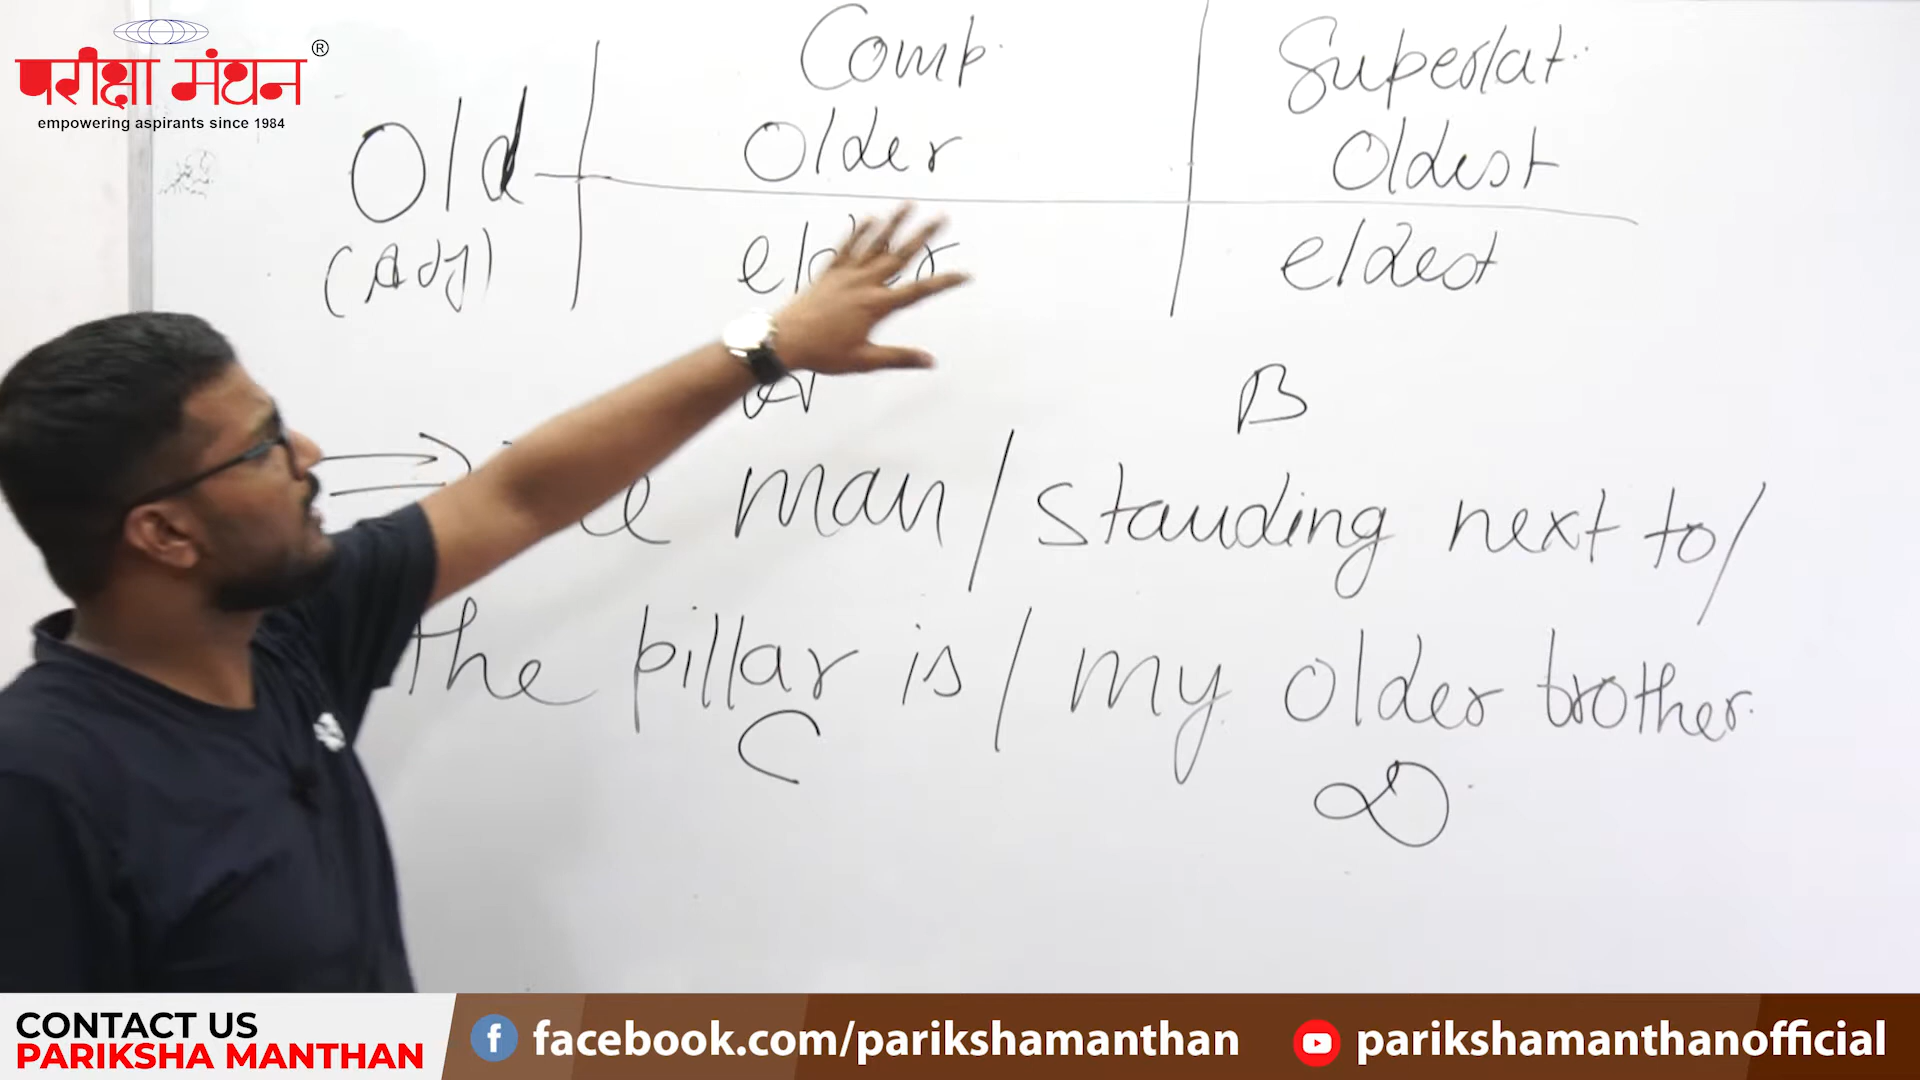 परीक्षा मंथन ®
empowering aspirants since 1984
Comp. Superlat.
Old Older Oldest
(Adj) elder eldest
A B
man / standing next to /
the pillar is / my older brother.
C D
CONTACT US
PARIKSHA MANTHAN
facebook.com/parikshamanthan
parikshamanthanofficial